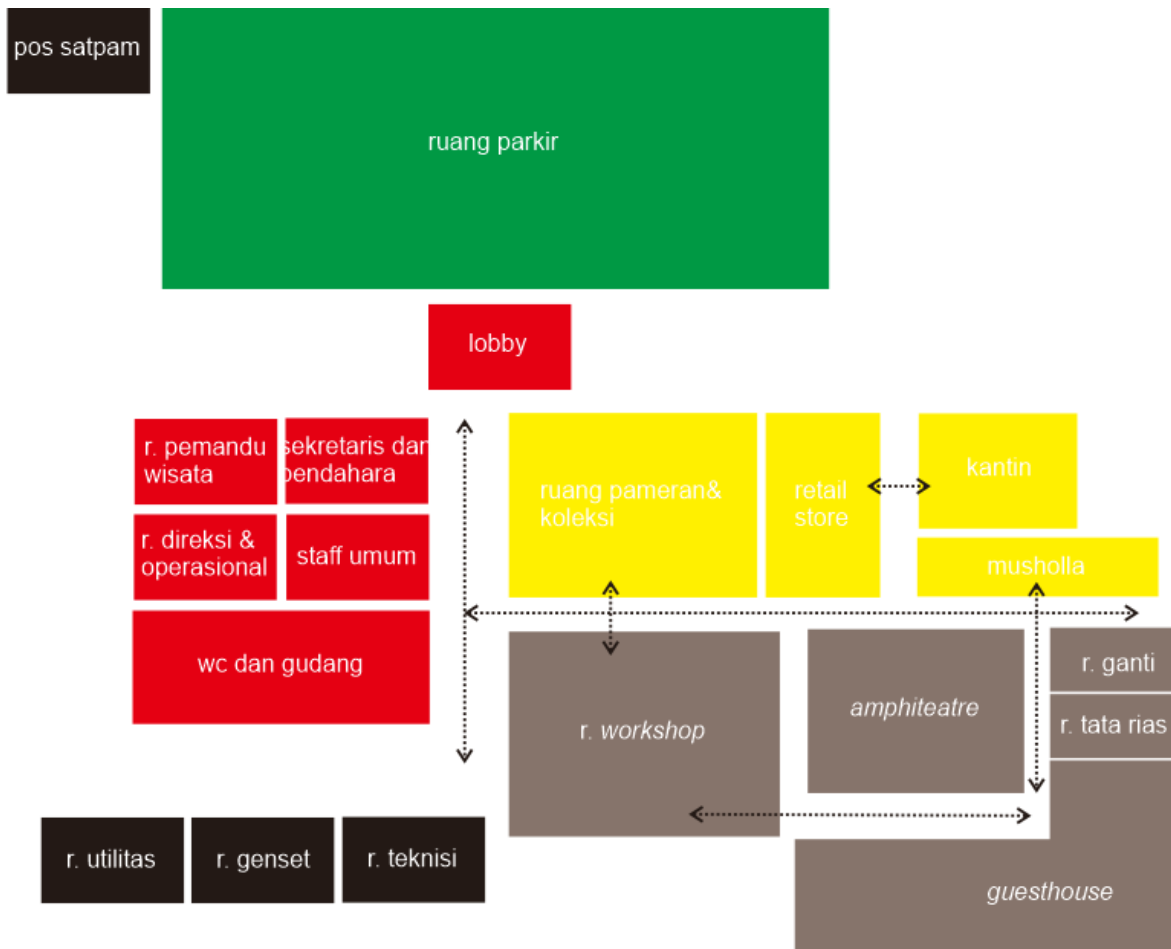 pos satpam
ruang parkir
lobby
r. pemandu
wisata
sekretaris dan
bendahara
r. direksi &
operasional
staff umum
wc dan gudang
ruang pameran&
koleksi
retail
store
kantin
musholla
r. workshop
amphiteatre
r. ganti
r. tata rias
guesthouse
r. utilitas
r. genset
r. teknisi